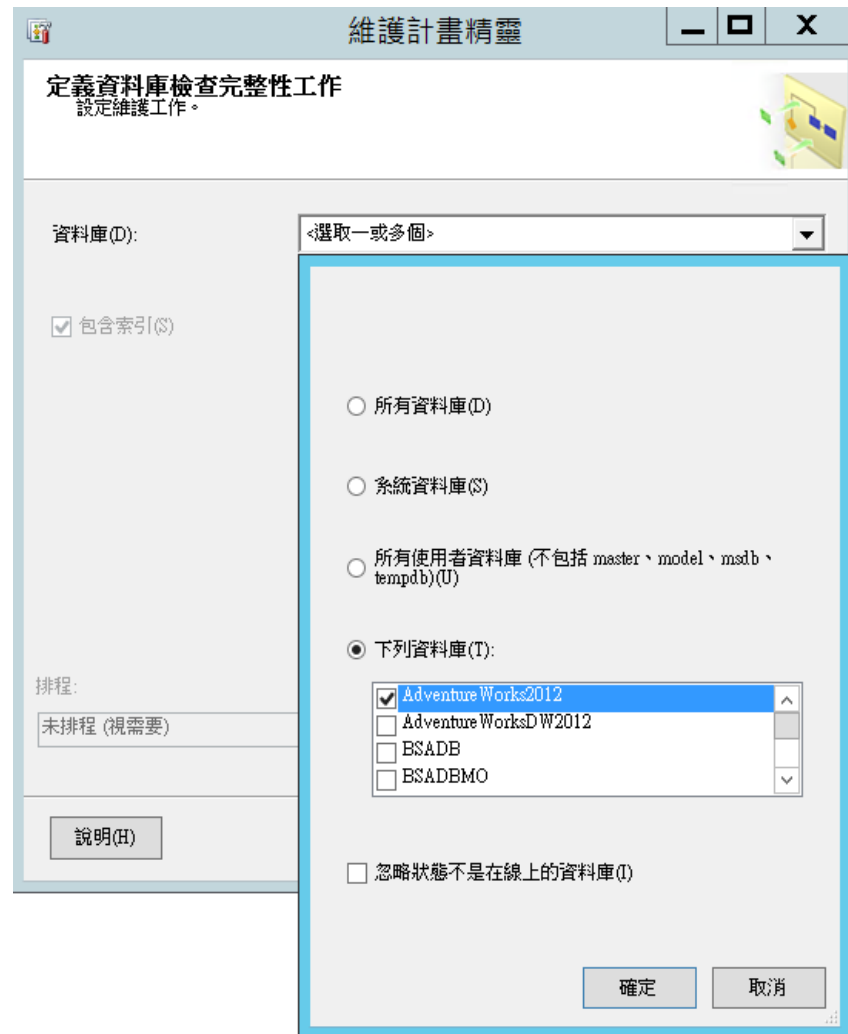 維護計畫精靈
定義資料庫檢查完整性工作
設定維護工作。
資料庫(D):
<選取一或多個>
包含索引(S)
所有資料庫(D)
系統資料庫(S)
所有使用者資料庫 (不包括 master、model、msdb、
tempdb)(U)
下列資料庫(T):
AdventureWorks2012
AdventureWorksDW2012
BSADB
BSADBMO
排程:
未排程 (視需要)
說明(H)
忽略狀態不是在線上的資料庫(I)
確定
取消